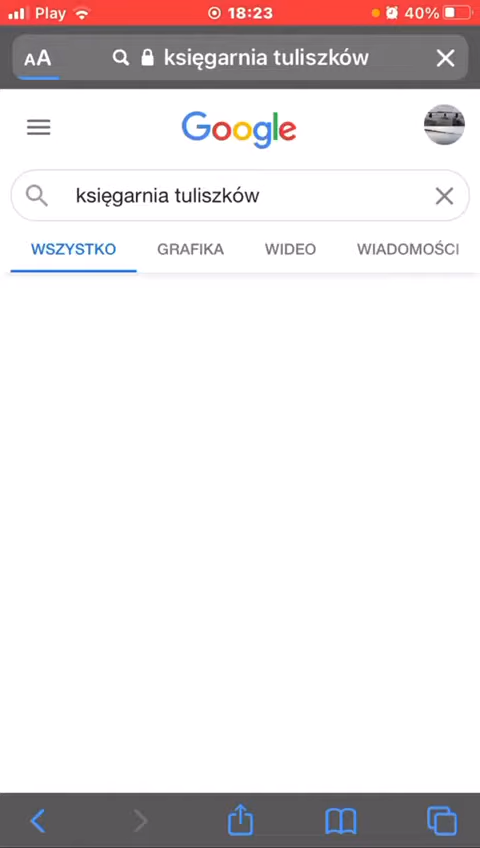 Play 18:23 40%
AA księgarnia tuliszków
Google
księgarnia tuliszków
WSZYSTKO GRAFIKA WIDEO WIADOMOŚCI